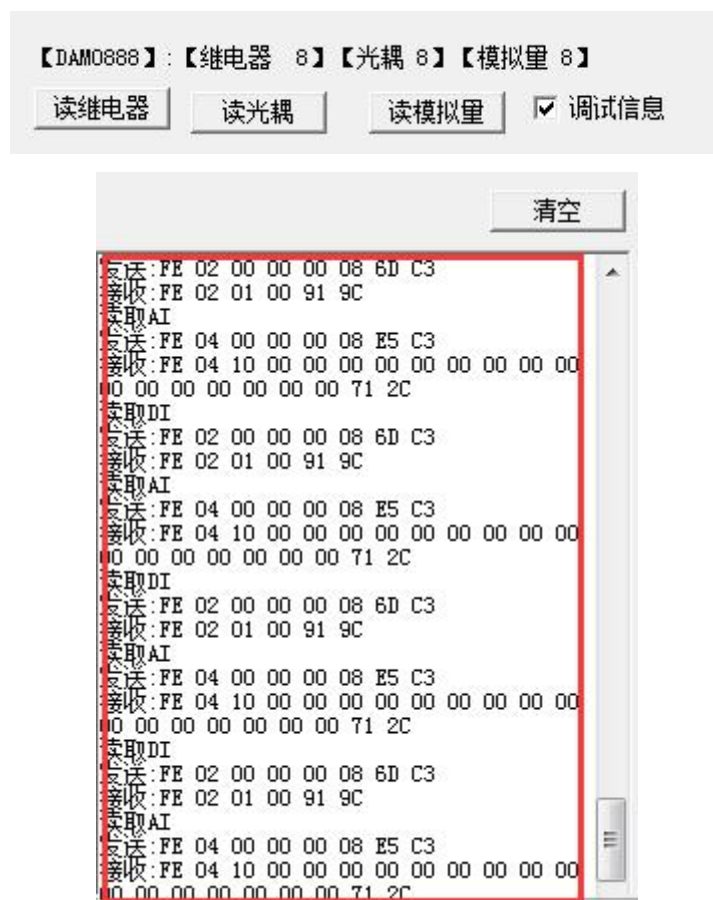 【DAM0888】:【继电器 8】【光耦 8】【模拟量 8】
读继电器 读光耦 读模拟量 调试信息
清空
发送:FE 02 00 00 00 08 6D C3
接收:FE 02 01 00 91 9C
读取AI
发送:FE 04 00 00 00 08 E5 C3
接收:FE 04 10 00 00 00 00 00 00 00 00 00
00 00 00 00 00 00 00 71 2C
读取DI
发送:FE 02 00 00 00 08 6D C3
接收:FE 02 01 00 91 9C
读取AI
发送:FE 04 00 00 00 08 E5 C3
接收:FE 04 10 00 00 00 00 00 00 00 00 00
00 00 00 00 00 00 00 71 2C
读取DI
发送:FE 02 00 00 00 08 6D C3
接收:FE 02 01 00 91 9C
读取AI
发送:FE 04 00 00 00 08 E5 C3
接收:FE 04 10 00 00 00 00 00 00 00 00 00
00 00 00 00 00 00 00 71 2C
读取DI
发送:FE 02 00 00 00 08 6D C3
接收:FE 02 01 00 91 9C
读取AI
发送:FE 04 00 00 00 08 E5 C3
接收:FE 04 10 00 00 00 00 00 00 00 00 00
00 00 00 00 00 00 00 71 2C